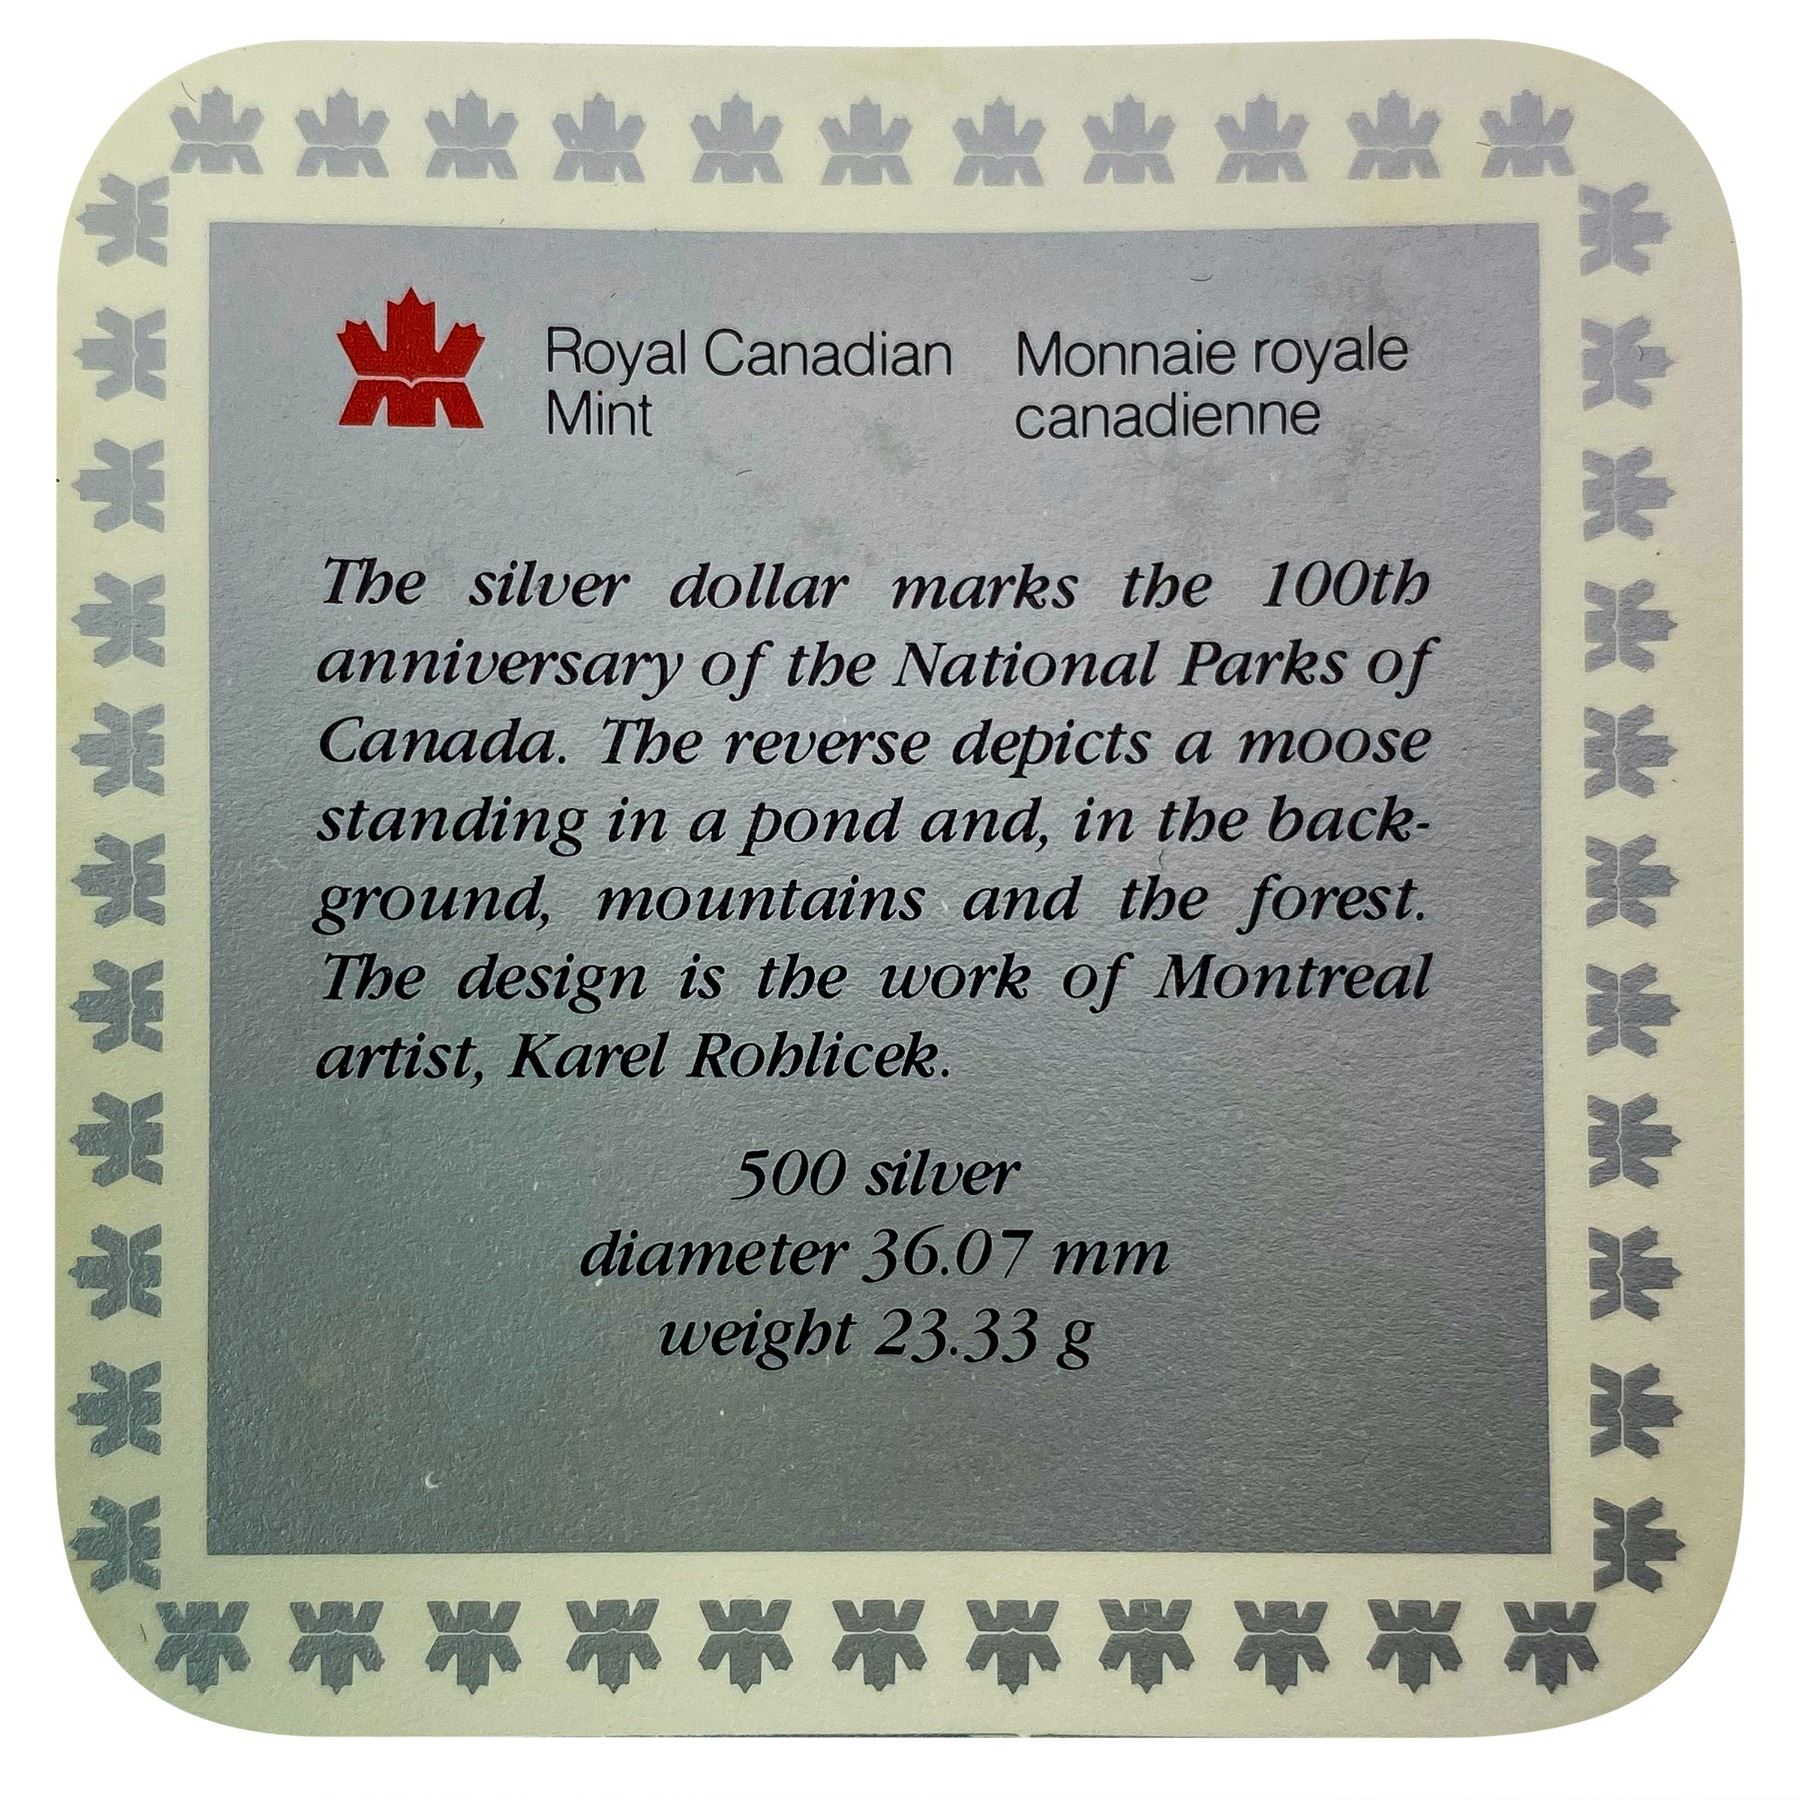 Royal Canadian Mint
Monnaie royale canadienne
The silver dollar marks the 100th
anniversary of the National Parks of
Canada. The reverse depicts a moose
standing in a pond and, in the back-
ground, mountains and the forest.
The design is the work of Montreal
artist, Karel Rohlicek.
500 silver
diameter 36.07 mm
weight 23.33 g